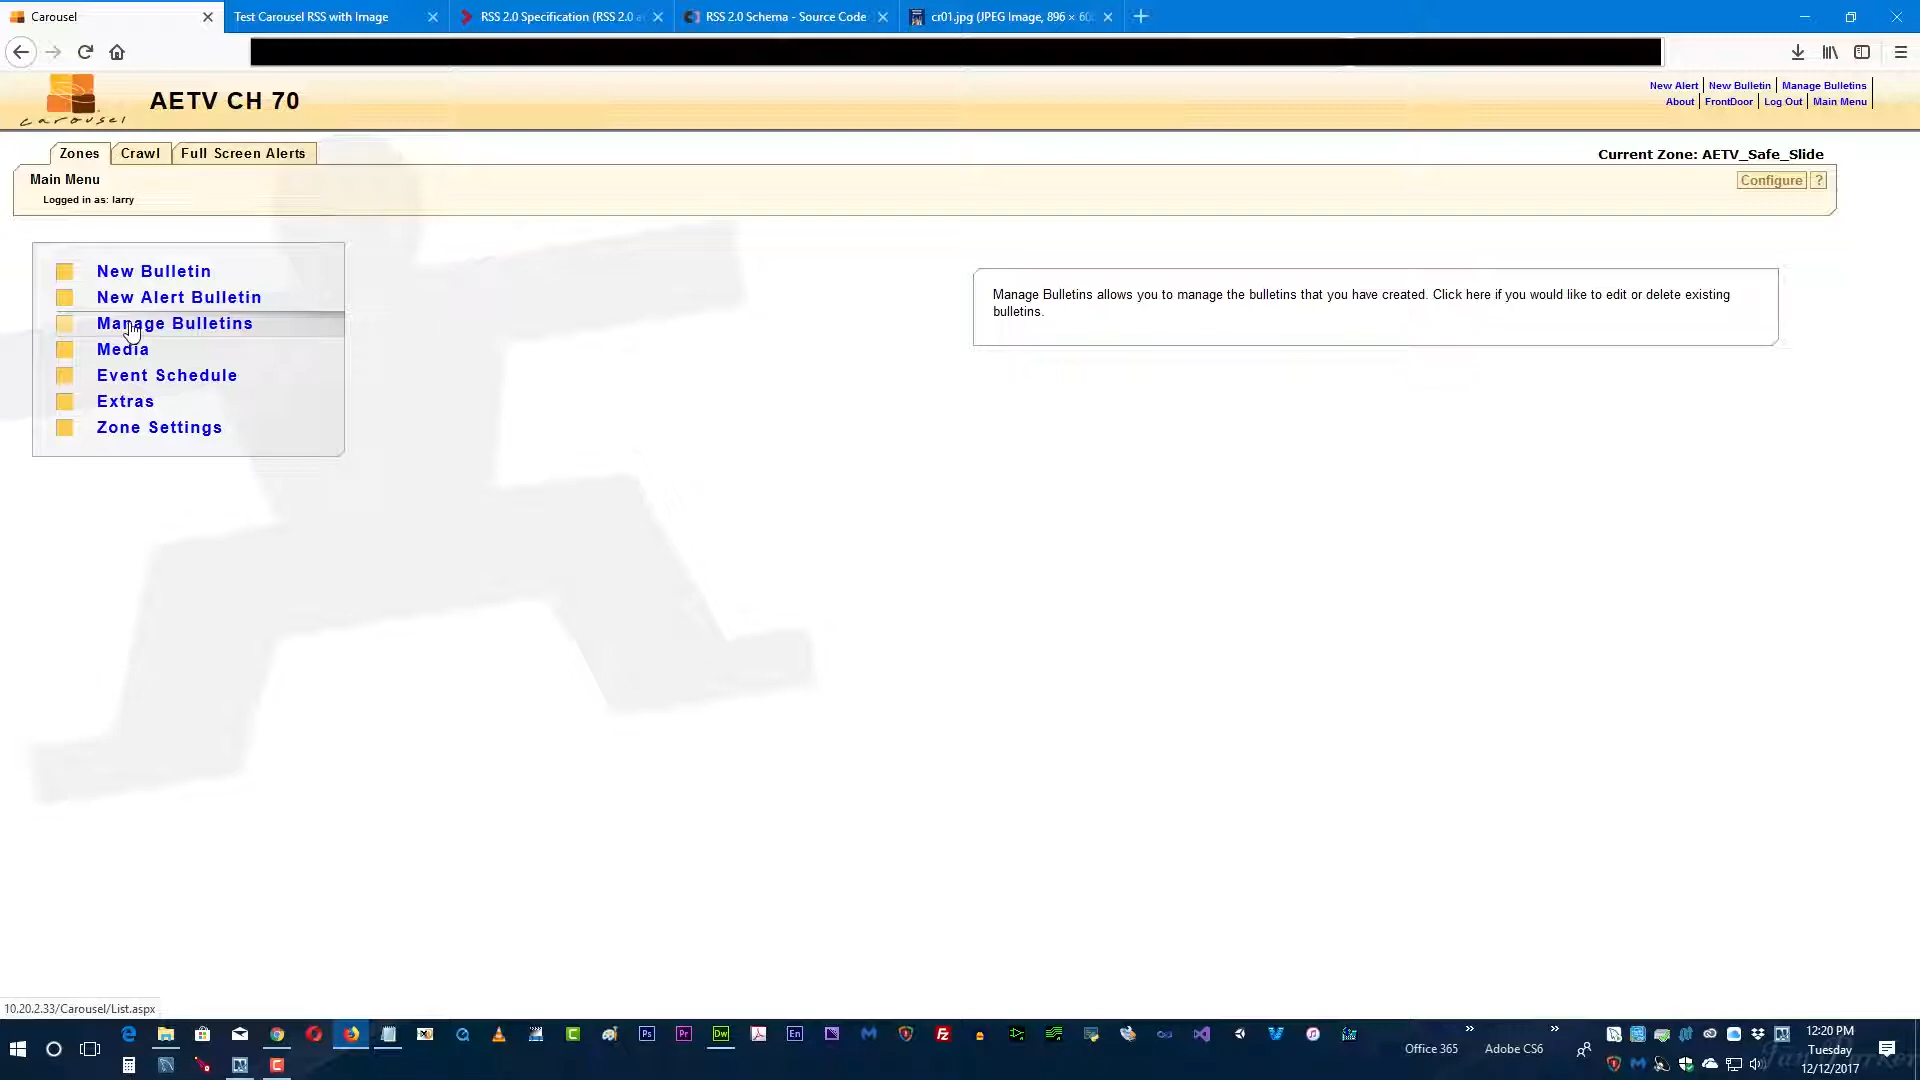 Carousel
Test Carousel RSS with Image
RSS 2.0 Specification (RSS 2.0 a
RSS 2.0 Schema - Source Code
cr01.jpg (JPEG Image, 896 × 60
carousel
AETV CH 70
New Alert New Bulletin Manage Bulletins
About FrontDoor Log Out Main Menu
Zones Crawl Full Screen Alerts
Current Zone: AETV_Safe_Slide
Main Menu
Configure ?
Logged in as: larry
New Bulletin
New Alert Bulletin
Manage Bulletins
Media
Event Schedule
Extras
Zone Settings
Manage Bulletins allows you to manage the bulletins that you have created. Click here if you would like to edit or delete existing
bulletins.
10.20.2.33/Carousel/List.aspx
Office 365
Adobe CS6
12:20 PM
Tuesday
12/12/2017